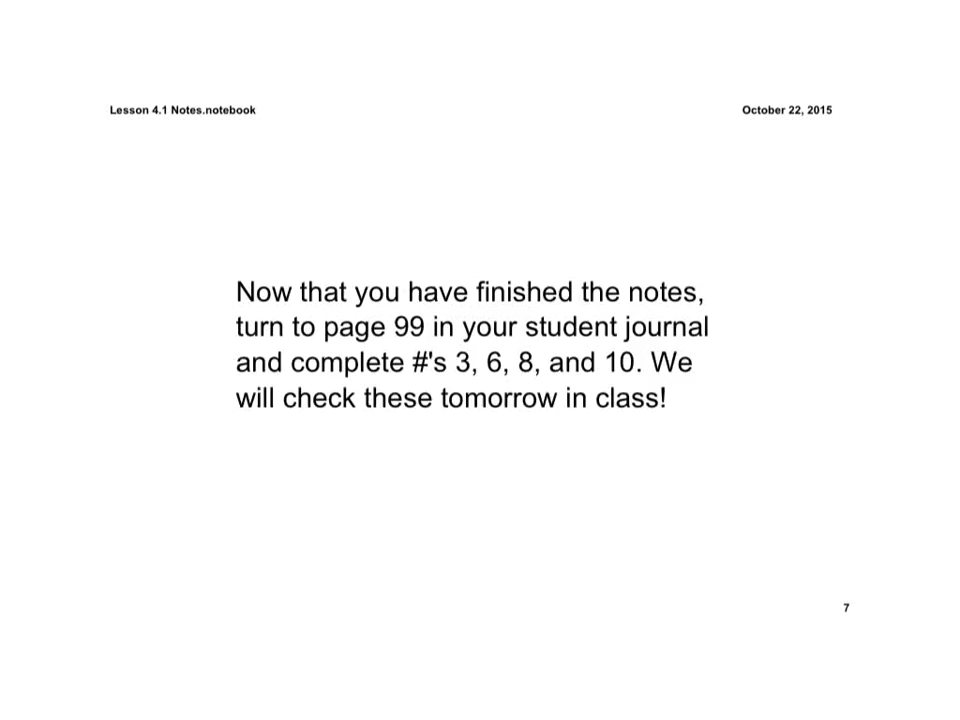 Lesson 4.1 Notes.notebook
October 22, 2015
Now that you have finished the notes,
turn to page 99 in your student journal
and complete #'s 3, 6, 8, and 10. We
will check these tomorrow in class!
7